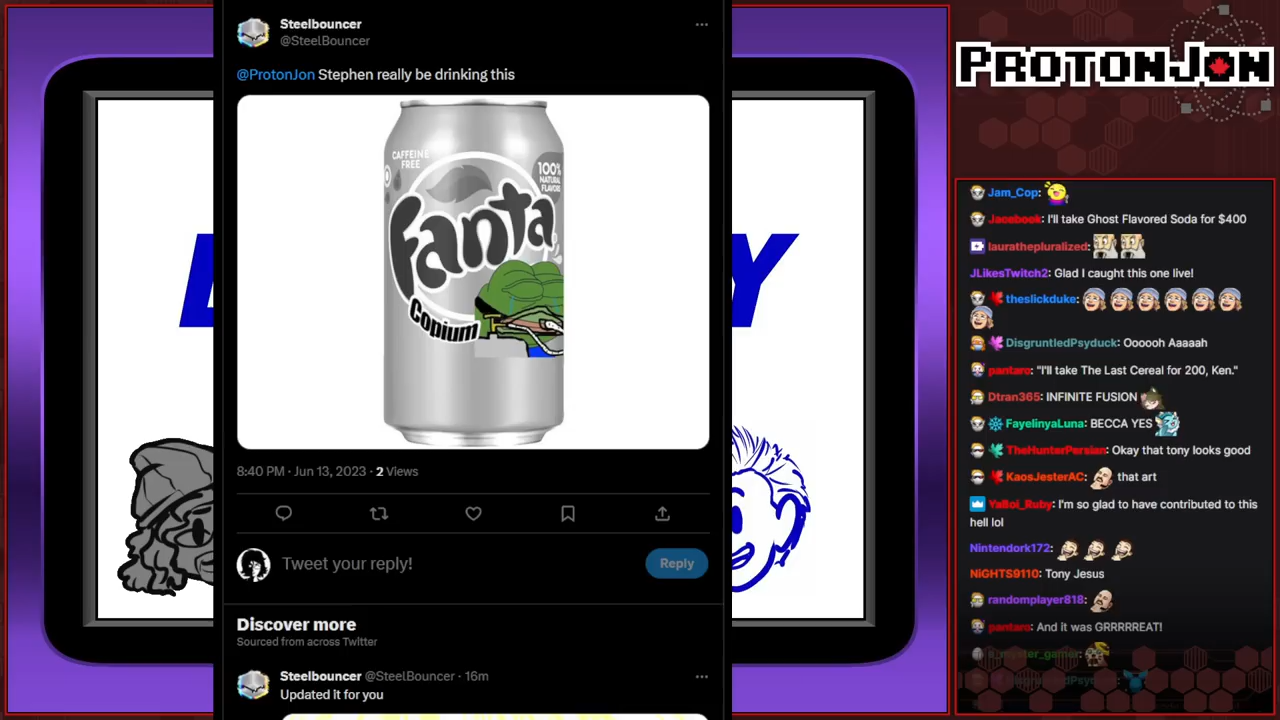 Steelbouncer
@SteelBouncer
@ProtonJon Stephen really be drinking this
CAFFEINE
FREE
100%
NATURAL
FLAVORS
Fanta
Copium
8:40 PM · Jun 13, 2023 · 2 Views
Tweet your reply!
Reply
Discover more
Sourced from across Twitter
Steelbouncer @SteelBouncer · 16m
Updated it for you
Y
PROTONJON
Jam_Cop:
Jacebook: I'll take Ghost Flavored Soda for $400
laurathepluralized:
JLikesTwitch2: Glad I caught this one live!
theslickduke:
DisgruntledPsyduck: Oooooh Aaaaah
pantaro: "I'll take The Last Cereal for 200, Ken."
Dtran365: INFINITE FUSION
FayelinyaLuna: BECCA YES
TheHunterPersian: Okay that tony looks good
KaosJesterAC: that art
YaBoi_Ruby: I'm so glad to have contributed to this
hell lol
Nintendork172:
NiGHTS9110: Tony Jesus
randomplayer818:
pantaro: And it was GRRRRREAT!